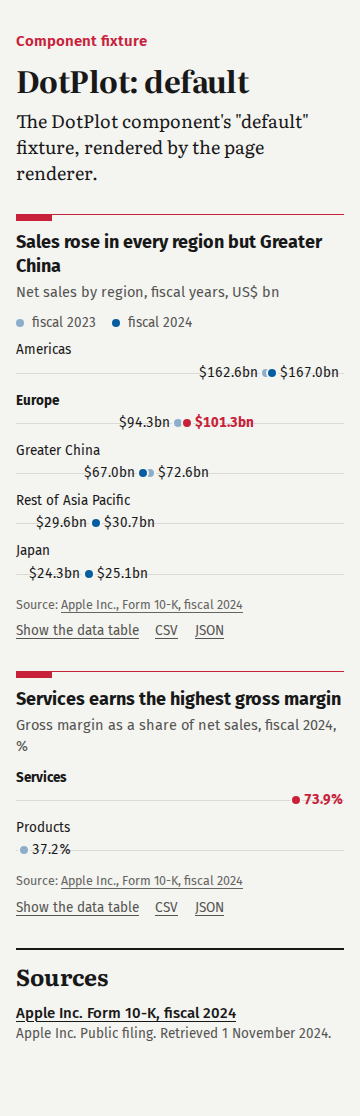 Component fixture
DotPlot: default
The DotPlot component's "default"
fixture, rendered by the page
renderer.
Sales rose in every region but Greater
China
Net sales by region, fiscal years, US$ bn
fiscal 2023 fiscal 2024
Americas
$162.6bn $167.0bn
Europe
$94.3bn $101.3bn
Greater China
$67.0bn $72.6bn
Rest of Asia Pacific
$29.6bn $30.7bn
Japan
$24.3bn $25.1bn
Source: Apple Inc., Form 10-K, fiscal 2024
Show the data table CSV JSON
Services earns the highest gross margin
Gross margin as a share of net sales, fiscal 2024,
%
Services
73.9%
Products
37.2%
Source: Apple Inc., Form 10-K, fiscal 2024
Show the data table CSV JSON
Sources
Apple Inc. Form 10-K, fiscal 2024
Apple Inc. Public filing. Retrieved 1 November 2024.